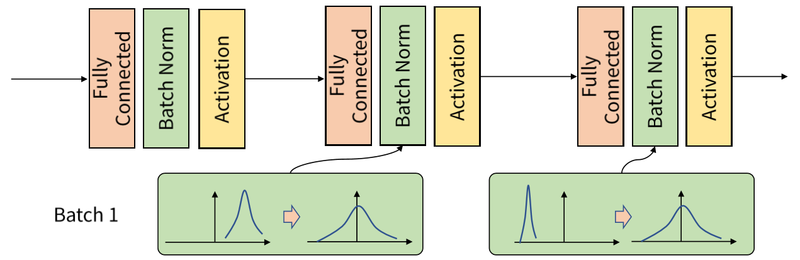 Fully
Connected
Batch Norm
Activation
Fully
Connected
Batch Norm
Activation
Fully
Connected
Batch Norm
Activation
Batch 1